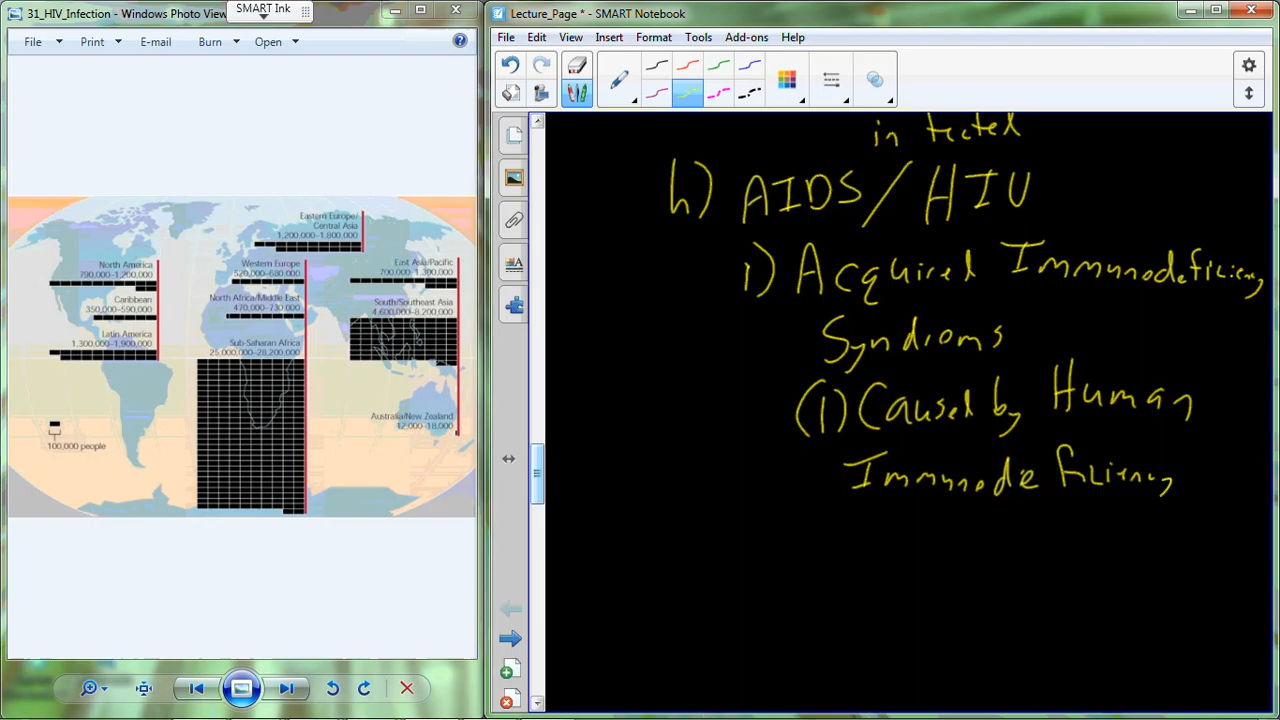 31_HIV_Infection - Windows Photo View
SMART Ink
File Print E-mail Burn Open
Eastern Europe/
Central Asia
1,200,000–1,800,000
North America
790,000–1,200,000
Western Europe
520,000–680,000
East Asia/Pacific
700,000–1,300,000
Caribbean
350,000–590,000
North Africa/Middle East
470,000–730,000
South/Southeast Asia
4,600,000–8,200,000
Latin America
1,300,000–1,900,000
Sub-Saharan Africa
25,000,000–28,200,000
Australia/New Zealand
12,000–18,000
100,000 people
Lecture_Page * - SMART Notebook
File Edit View Insert Format Tools Add-ons Help
infected
h) AIDS/HIV
1) Acquired Immunodeficiency
Syndroms
(1) Caused by Human
Immunodeficiency